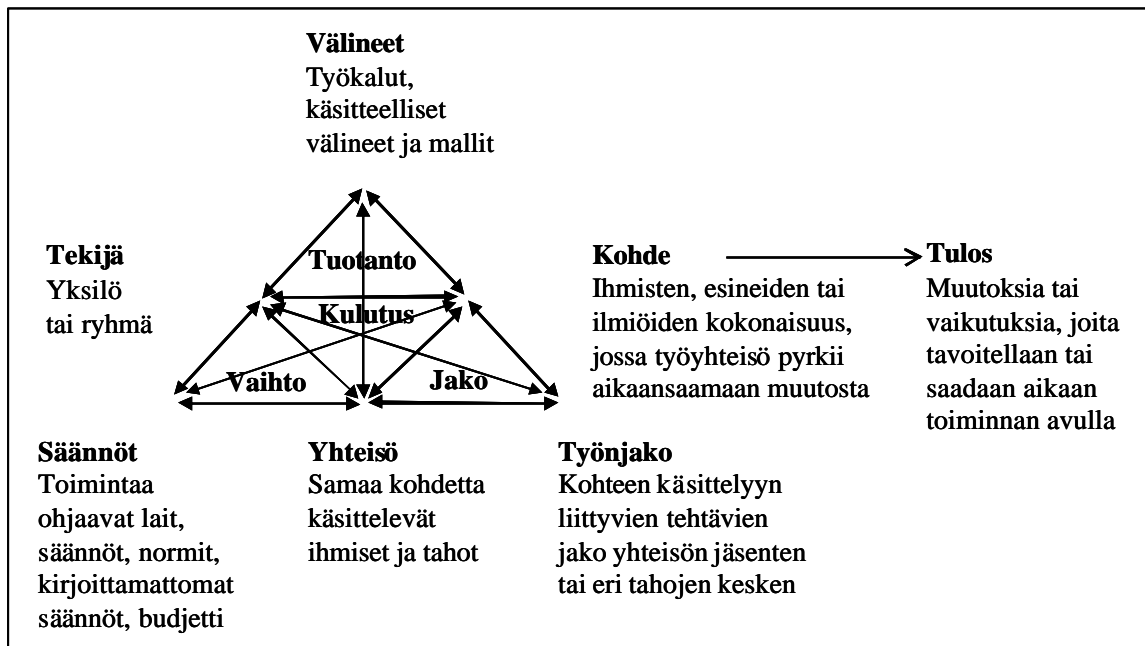 Välineet
Työkalut,
käsitteelliset
välineet ja mallit
Tekijä
Yksilö
tai ryhmä
Tuotanto
Kulutus
Vaihto
Jako
Kohde
Ihmisten, esineiden tai
ilmiöiden kokonaisuus,
jossa työyhteisö pyrkii
aikaansaamaan muutosta
Tulos
Muutoksia tai
vaikutuksia, joita
tavoitellaan tai
saadaan aikaan
toiminnan avulla
Säännöt
Toimintaa
ohjaavat lait,
säännöt, normit,
kirjoittamattomat
säännöt, budjetti
Yhteisö
Samaa kohdetta
käsittelevät
ihmiset ja tahot
Työnjako
Kohteen käsittelyyn
liittyvien tehtävien
jako yhteisön jäsenten
tai eri tahojen kesken